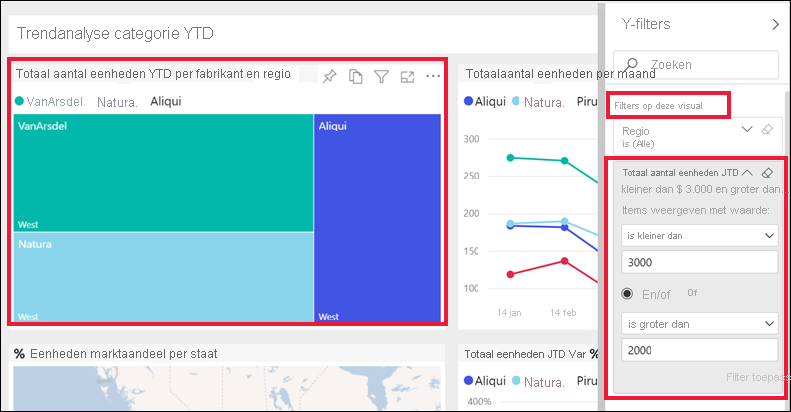 Trendanalyse categorie YTD
Totaal aantal eenheden YTD per fabrikant en regio
VanArsdel. Natura. Aliqui
VanArsdel
West
Natura
West
Aliqui
West
Totaalaantal eenheden per maand
Aliqui Natura. Piru
300
250
200
150
100
14 jan 14 feb
% Eenheden marktaandeel per staat
Totaal eenheden JTD Var %
Aliqui Natura. Piru
400%
Y-filters
Zoeken
Filters op deze visual
Regio
is (Alle)
Totaal aantal eenheden JTD
kleiner dan $ 3.000 en groter dan...
Items weergeven met waarde:
is kleiner dan
3000
En/of Of
is groter dan
2000
Filter toepass